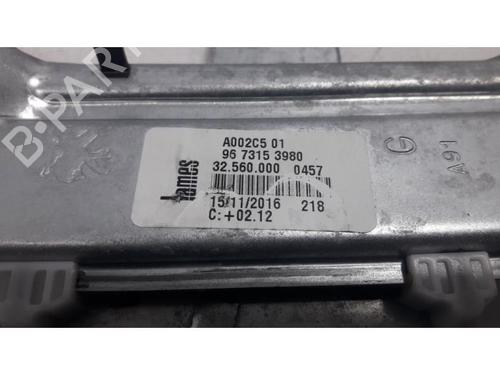 B-Parts
lames
A002C5 01
96 7315 3980
32.560.000 0457
15/11/2016 218
C:+02.12
G
A91